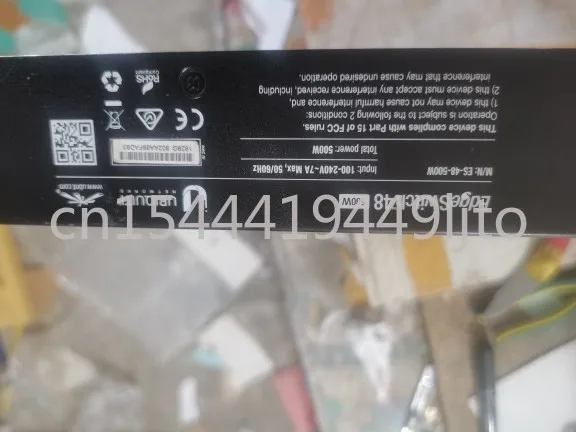 EdgeSwitch 48 500W
M/N: ES-48-500W
Input: 100-240V~7A Max, 50/60Hz
Total power: 500W
This device complies with Part 15 of FCC rules.
Operation is subject to the following 2 conditions:
1) this device may not cause harmful interference, and,
2) this device must accept any interference received, including
interference that may cause undesired operation.
UBIQUITI
NETWORKS
www.ubnt.com
RoHS
Compliant
CE
cn1544419449lito